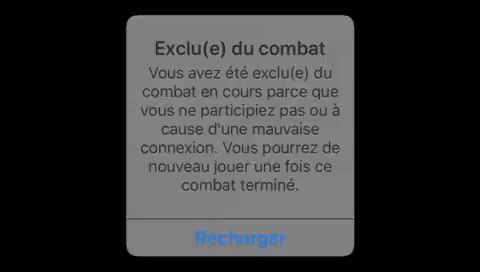 Exclu(e) du combat
Vous avez été exclu(e) du
combat en cours parce que
vous ne participiez pas ou à
cause d'une mauvaise
connexion. Vous pourrez de
nouveau jouer une fois ce
combat terminé.
Recharger